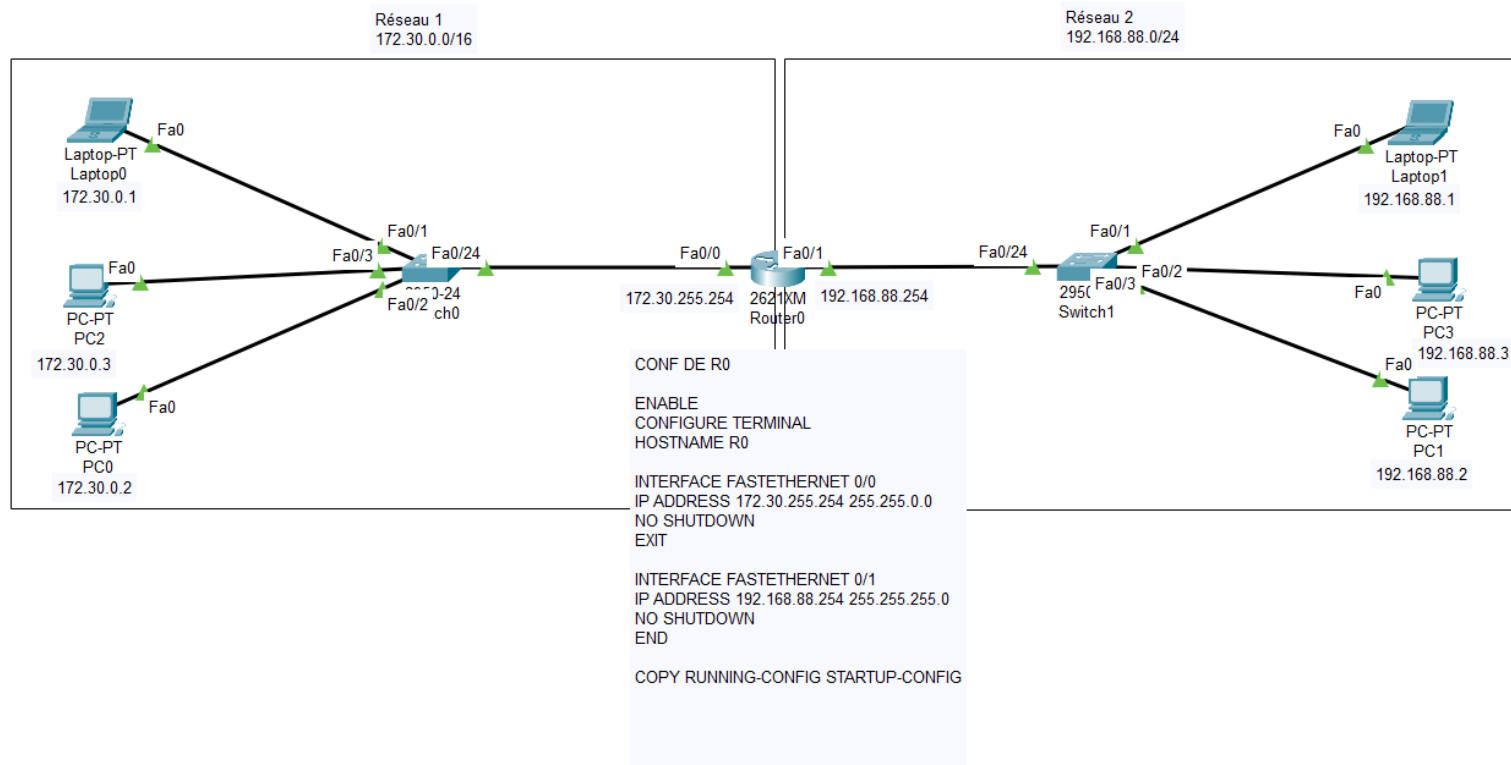 Réseau 1
172.30.0.0/16
Réseau 2
192.168.88.0/24
Fa0
Laptop-PT
Laptop0
172.30.0.1
Fa0/1
Fa0/3
Fa0/24
Fa0
PC-PT
PC2
172.30.0.3
Fa0/2
Fa0
PC-PT
PC0
172.30.0.2
Fa0/0
172.30.255.254
Fa0/1
2621XM
Router0
192.168.88.254
Fa0/24
Fa0/1
Fa0/2
Fa0/3
Switch1
Fa0
Laptop-PT
Laptop1
192.168.88.1
Fa0
PC-PT
PC3
192.168.88.3
Fa0
PC-PT
PC1
192.168.88.2
CONF DE R0
ENABLE
CONFIGURE TERMINAL
HOSTNAME R0
INTERFACE FASTETHERNET 0/0
IP ADDRESS 172.30.255.254 255.255.0.0
NO SHUTDOWN
EXIT
INTERFACE FASTETHERNET 0/1
IP ADDRESS 192.168.88.254 255.255.255.0
NO SHUTDOWN
END
COPY RUNNING-CONFIG STARTUP-CONFIG